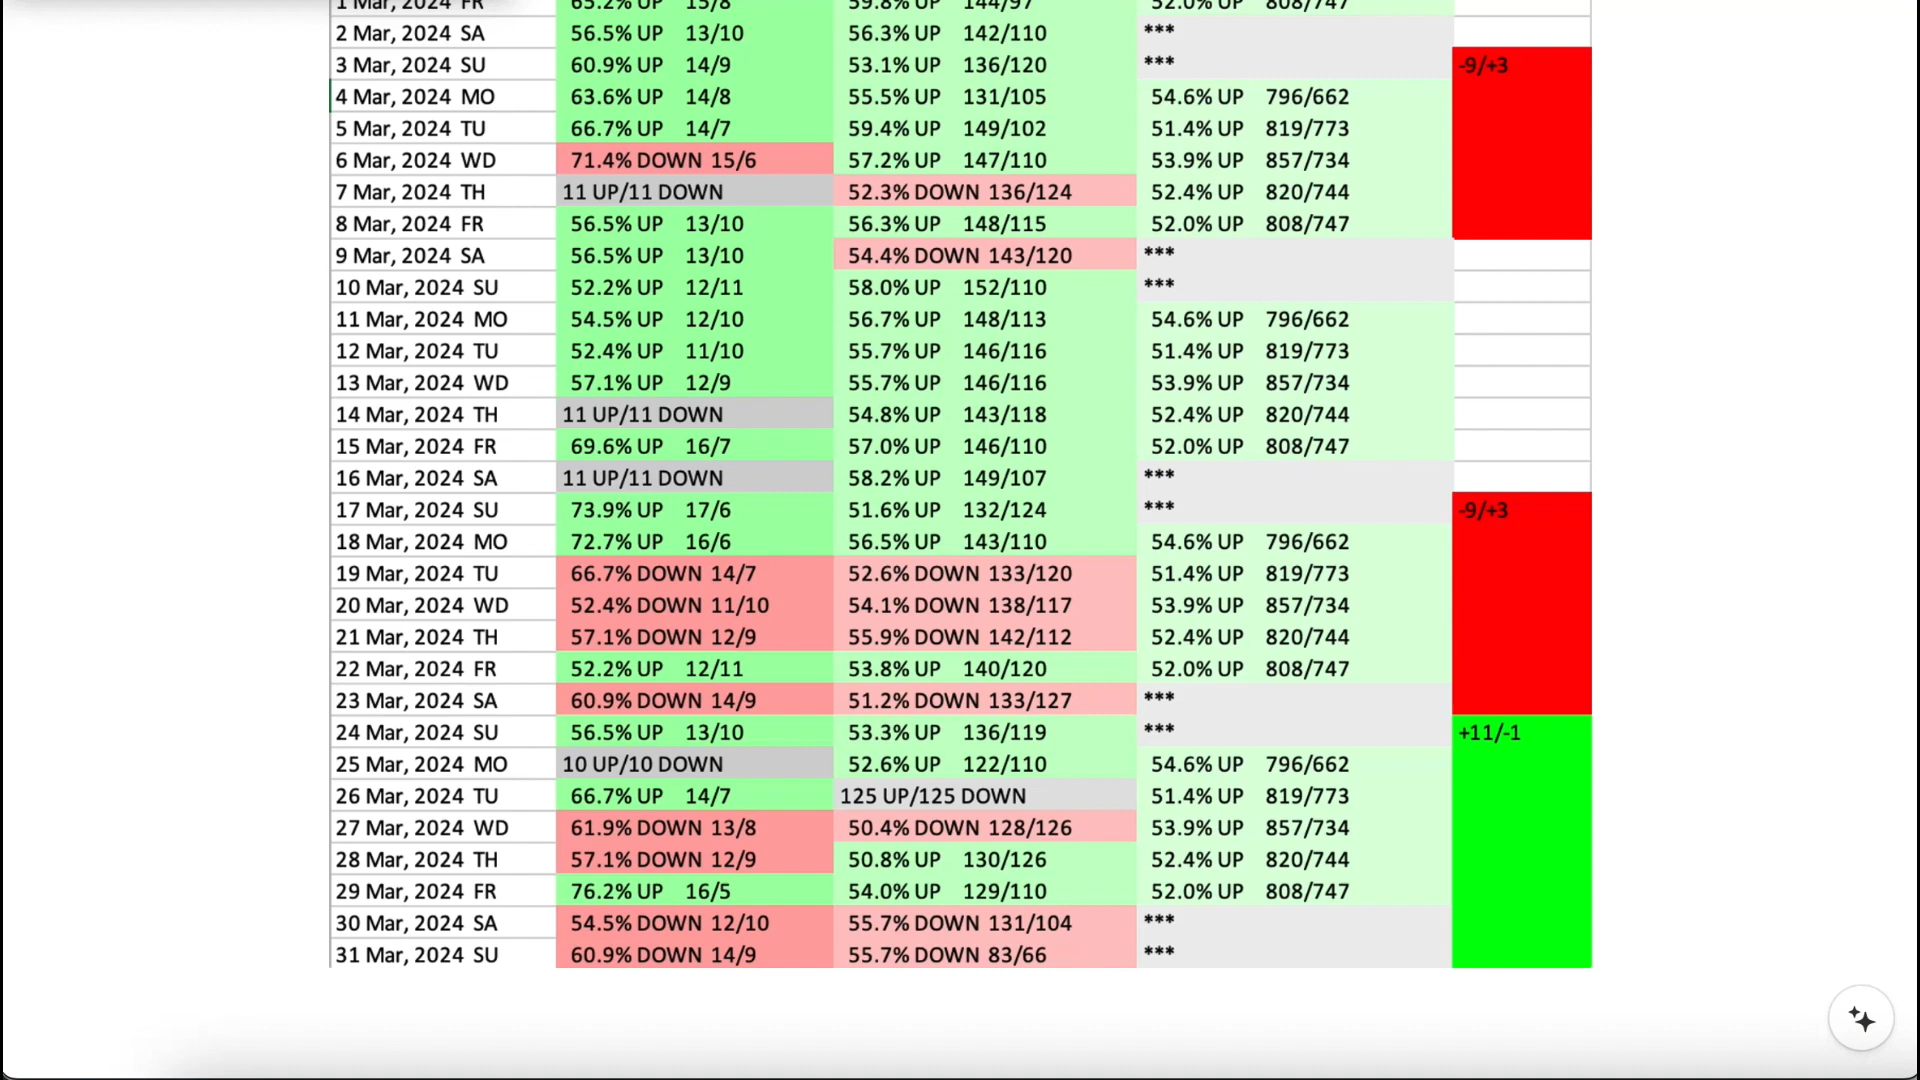 1 Mar, 2024 FR 65.2% UP 15/8 59.8% UP 144/97 52.0% UP 808/747
2 Mar, 2024 SA 56.5% UP 13/10 56.3% UP 142/110 ***
3 Mar, 2024 SU 60.9% UP 14/9 53.1% UP 136/120 *** -9/+3
4 Mar, 2024 MO 63.6% UP 14/8 55.5% UP 131/105 54.6% UP 796/662
5 Mar, 2024 TU 66.7% UP 14/7 59.4% UP 149/102 51.4% UP 819/773
6 Mar, 2024 WD 71.4% DOWN 15/6 57.2% UP 147/110 53.9% UP 857/734
7 Mar, 2024 TH 11 UP/11 DOWN 52.3% DOWN 136/124 52.4% UP 820/744
8 Mar, 2024 FR 56.5% UP 13/10 56.3% UP 148/115 52.0% UP 808/747
9 Mar, 2024 SA 56.5% UP 13/10 54.4% DOWN 143/120 ***
10 Mar, 2024 SU 52.2% UP 12/11 58.0% UP 152/110 ***
11 Mar, 2024 MO 54.5% UP 12/10 56.7% UP 148/113 54.6% UP 796/662
12 Mar, 2024 TU 52.4% UP 11/10 55.7% UP 146/116 51.4% UP 819/773
13 Mar, 2024 WD 57.1% UP 12/9 55.7% UP 146/116 53.9% UP 857/734
14 Mar, 2024 TH 11 UP/11 DOWN 54.8% UP 143/118 52.4% UP 820/744
15 Mar, 2024 FR 69.6% UP 16/7 57.0% UP 146/110 52.0% UP 808/747
16 Mar, 2024 SA 11 UP/11 DOWN 58.2% UP 149/107 ***
17 Mar, 2024 SU 73.9% UP 17/6 51.6% UP 132/124 *** -9/+3
18 Mar, 2024 MO 72.7% UP 16/6 56.5% UP 143/110 54.6% UP 796/662
19 Mar, 2024 TU 66.7% DOWN 14/7 52.6% DOWN 133/120 51.4% UP 819/773
20 Mar, 2024 WD 52.4% DOWN 11/10 54.1% DOWN 138/117 53.9% UP 857/734
21 Mar, 2024 TH 57.1% DOWN 12/9 55.9% DOWN 142/112 52.4% UP 820/744
22 Mar, 2024 FR 52.2% UP 12/11 53.8% UP 140/120 52.0% UP 808/747
23 Mar, 2024 SA 60.9% DOWN 14/9 51.2% DOWN 133/127 ***
24 Mar, 2024 SU 56.5% UP 13/10 53.3% UP 136/119 *** +11/-1
25 Mar, 2024 MO 10 UP/10 DOWN 52.6% UP 122/110 54.6% UP 796/662
26 Mar, 2024 TU 66.7% UP 14/7 125 UP/125 DOWN 51.4% UP 819/773
27 Mar, 2024 WD 61.9% DOWN 13/8 50.4% DOWN 128/126 53.9% UP 857/734
28 Mar, 2024 TH 57.1% DOWN 12/9 50.8% UP 130/126 52.4% UP 820/744
29 Mar, 2024 FR 76.2% UP 16/5 54.0% UP 129/110 52.0% UP 808/747
30 Mar, 2024 SA 54.5% DOWN 12/10 55.7% DOWN 131/104 ***
31 Mar, 2024 SU 60.9% DOWN 14/9 55.7% DOWN 83/66 ***